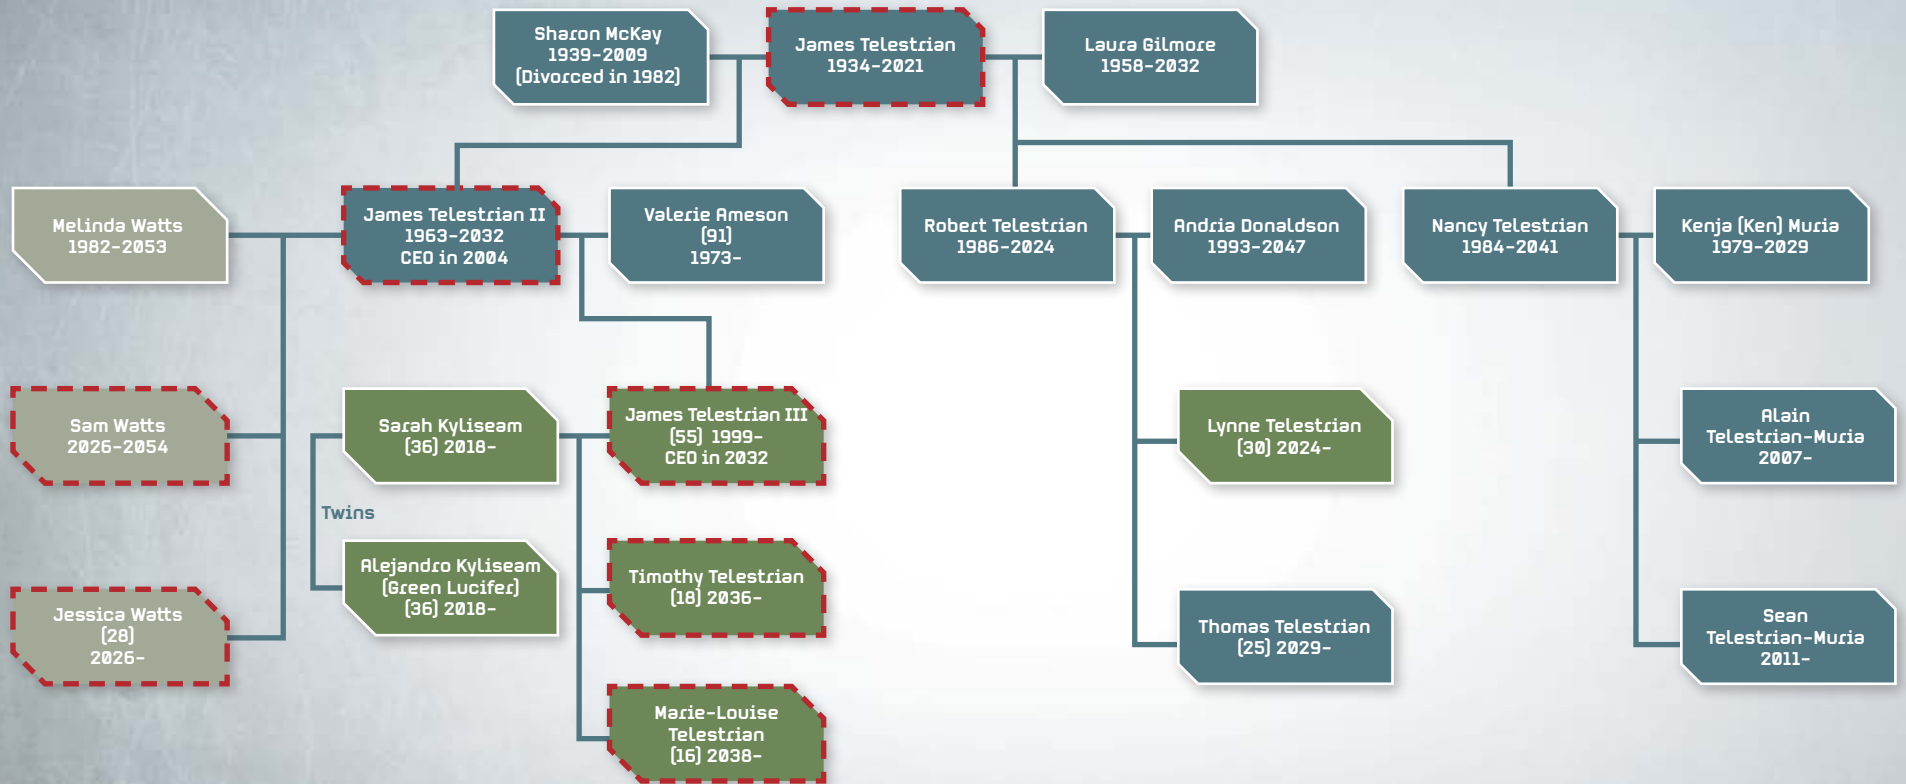 Sharon McKay
1939-2009
(Divorced in 1982)
James Telestrian
1934-2021
Laura Gilmore
1958-2032
Melinda Watts
1982-2053
James Telestrian II
1963-2032
CEO in 2004
Valerie Ameson
(91)
1973-
Robert Telestrian
1986-2024
Andria Donaldson
1993-2047
Nancy Telestrian
1984-2041
Kenja (Ken) Muria
1979-2029
Sam Watts
2026-2054
Sarah Kyliseam
(36) 2018-
James Telestrian III
(55) 1999-
CEO in 2032
Lynne Telestrian
(30) 2024-
Alain
Telestrian-Muria
2007-
Twins
Jessica Watts
(28)
2026-
Alejandro Kyliseam
(Green Lucifer)
(36) 2018-
Timothy Telestrian
(18) 2036-
Thomas Telestrian
(25) 2029-
Sean
Telestrian-Muria
2011-
Marie-Louise
Telestrian
(16) 2038-